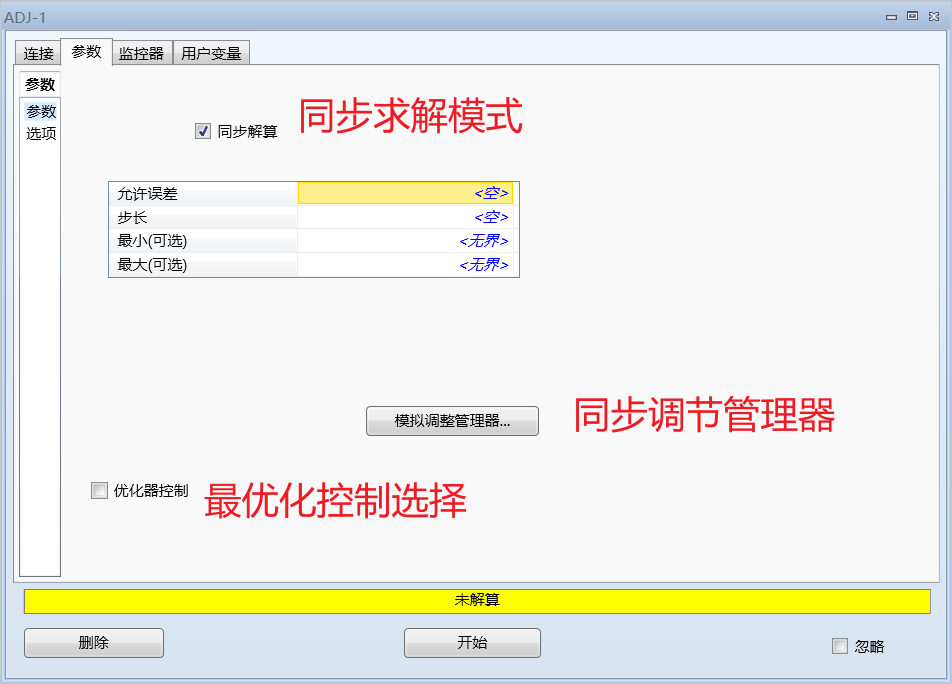 ADJ-1
连接 参数 监控器 用户变量
参数
参数
选项
同步解算
同步求解模式
允许误差 <空>
步长 <空>
最小(可选) <无界>
最大(可选) <无界>
模拟调整管理器...
同步调节管理器
优化器控制
最优化控制选择
未解算
删除 开始 忽略